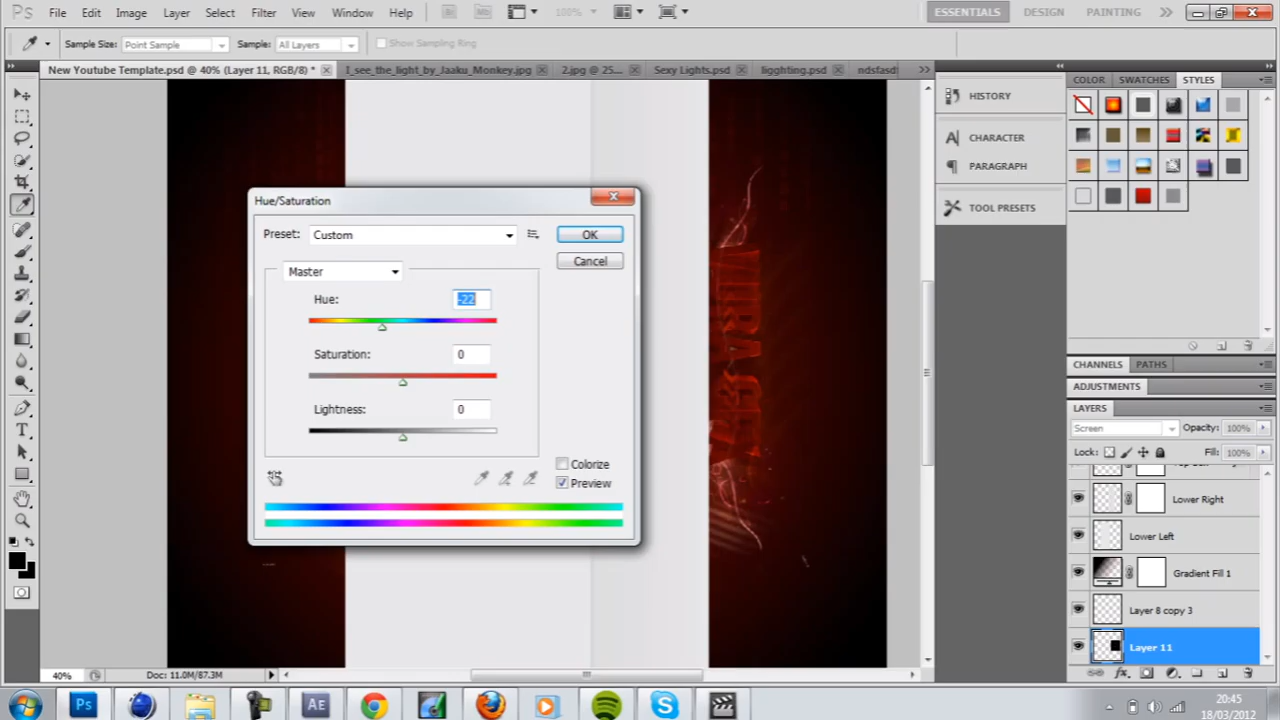 Ps File Edit Image Layer Select Filter View Window Help 100% ESSENTIALS DESIGN PAINTING
Sample Size: Point Sample Sample: All Layers Show Sampling Ring
New Youtube Template.psd @ 40% (Layer 11, RGB/8) * I_see_the_light_by_Jaaku_Monkey.jpg 2.jpg @ 25... Sexy Lights.psd ligghting.psd ndsfasd
HISTORY
CHARACTER
PARAGRAPH
TOOL PRESETS
COLOR SWATCHES STYLES
Hue/Saturation
Preset: Custom OK
Cancel
Master
Hue: -22
Saturation: 0
Lightness: 0
Colorize
Preview
CHANNELS PATHS
ADJUSTMENTS
LAYERS
Screen Opacity: 100%
Lock: Fill: 100%
Lower Right
Lower Left
Gradient Fill 1
Layer 8 copy 3
Layer 11
40% Doc: 11.0M/87.3M
Ps Ae
20:45
18/03/2012